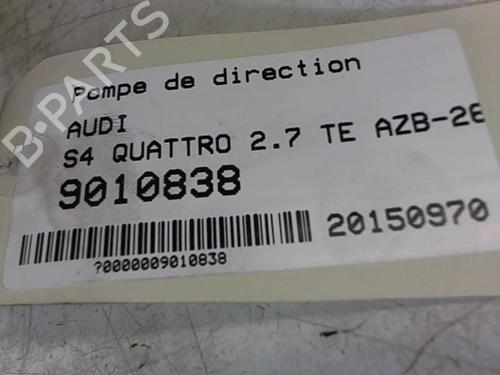 Pompe de direction
AUDI
S4 QUATTRO 2.7 TE AZB-26
9010838
20150970
?0000009010838
B-PARTS